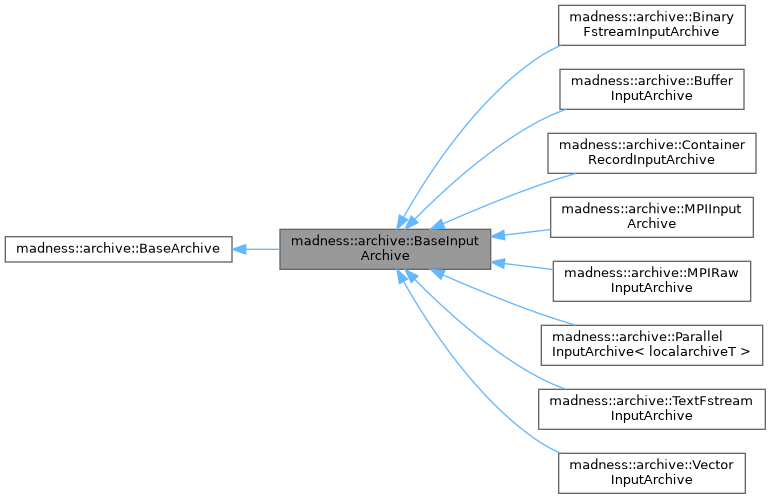 madness::archive::Binary
FstreamInputArchive
madness::archive::Buffer
InputArchive
madness::archive::Container
RecordInputArchive
madness::archive::MPIInput
Archive
madness::archive::BaseArchive
madness::archive::BaseInput
Archive
madness::archive::MPIRaw
InputArchive
madness::archive::Parallel
InputArchive< localarchiveT >
madness::archive::TextFstream
InputArchive
madness::archive::Vector
InputArchive